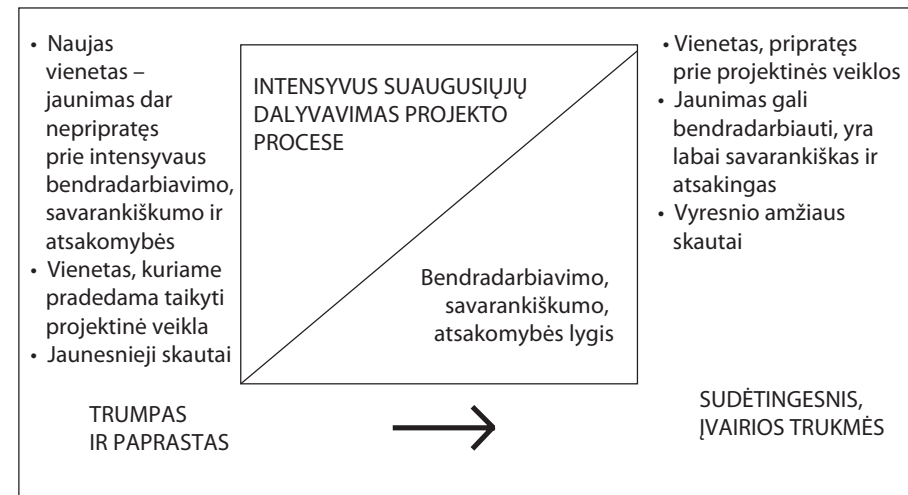 • Naujas
vienetas –
jaunimas dar
nepripratęs
prie intensyvaus
bendradarbiavimo,
savarankiškumo ir
atsakomybės
• Vienetas, kuriame
pradedama taikyti
projektinė veikla
• Jaunesnieji skautai
INTENSYVUS SUAUGUSIŲJŲ
DALYVAVIMAS PROJEKTO
PROCESE
Bendradarbiavimo,
savarankiškumo,
atsakomybės lygis
• Vienetas, pripratęs
prie projektinės veiklos
• Jaunimas gali
bendradarbiauti, yra
labai savarankiškas ir
atsakingas
• Vyresnio amžiaus
skautai
TRUMPAS
IR PAPRASTAS
SUDĖTINGESNIS,
ĮVAIRIOS TRUKMĖS